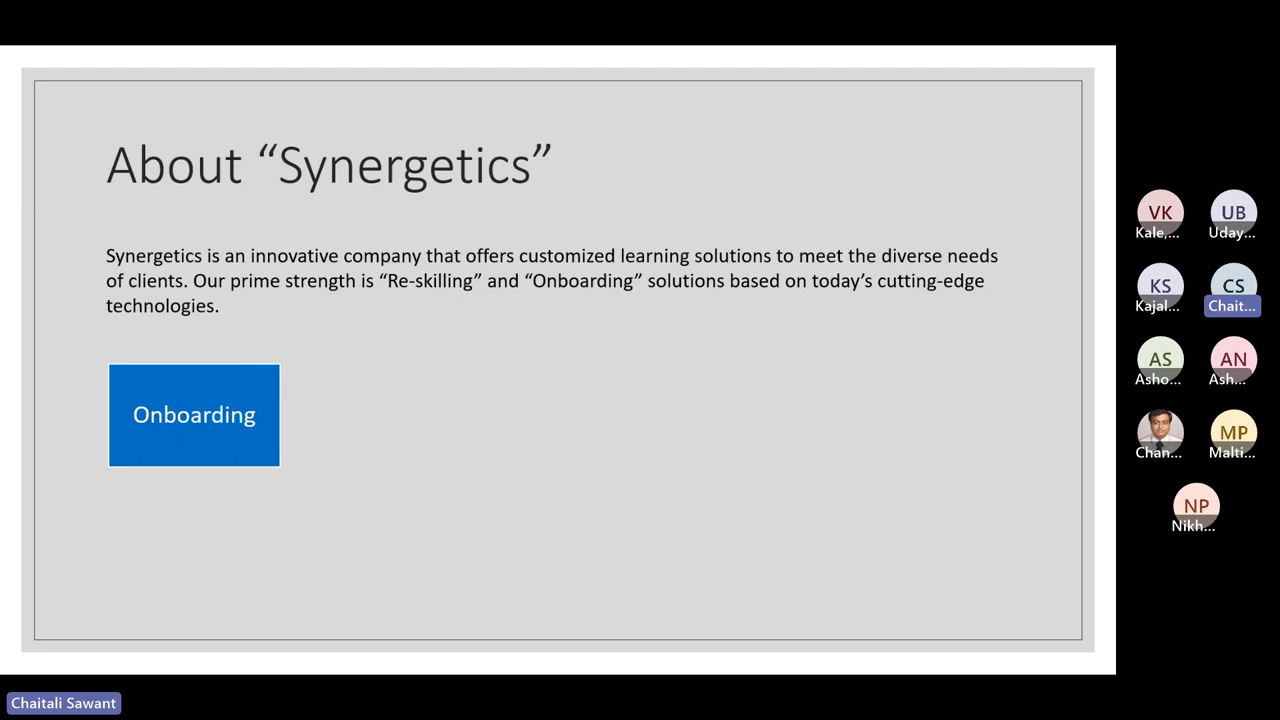 About “Synergetics”
Synergetics is an innovative company that offers customized learning solutions to meet the diverse needs
of clients. Our prime strength is “Re-skilling” and “Onboarding” solutions based on today’s cutting-edge
technologies.
Onboarding
VK
Kale,...
UB
Uday...
KS
Kajal...
CS
Chait...
AS
Asho...
AN
Ash...
Chan...
MP
Malti...
NP
Nikh...
Chaitali Sawant